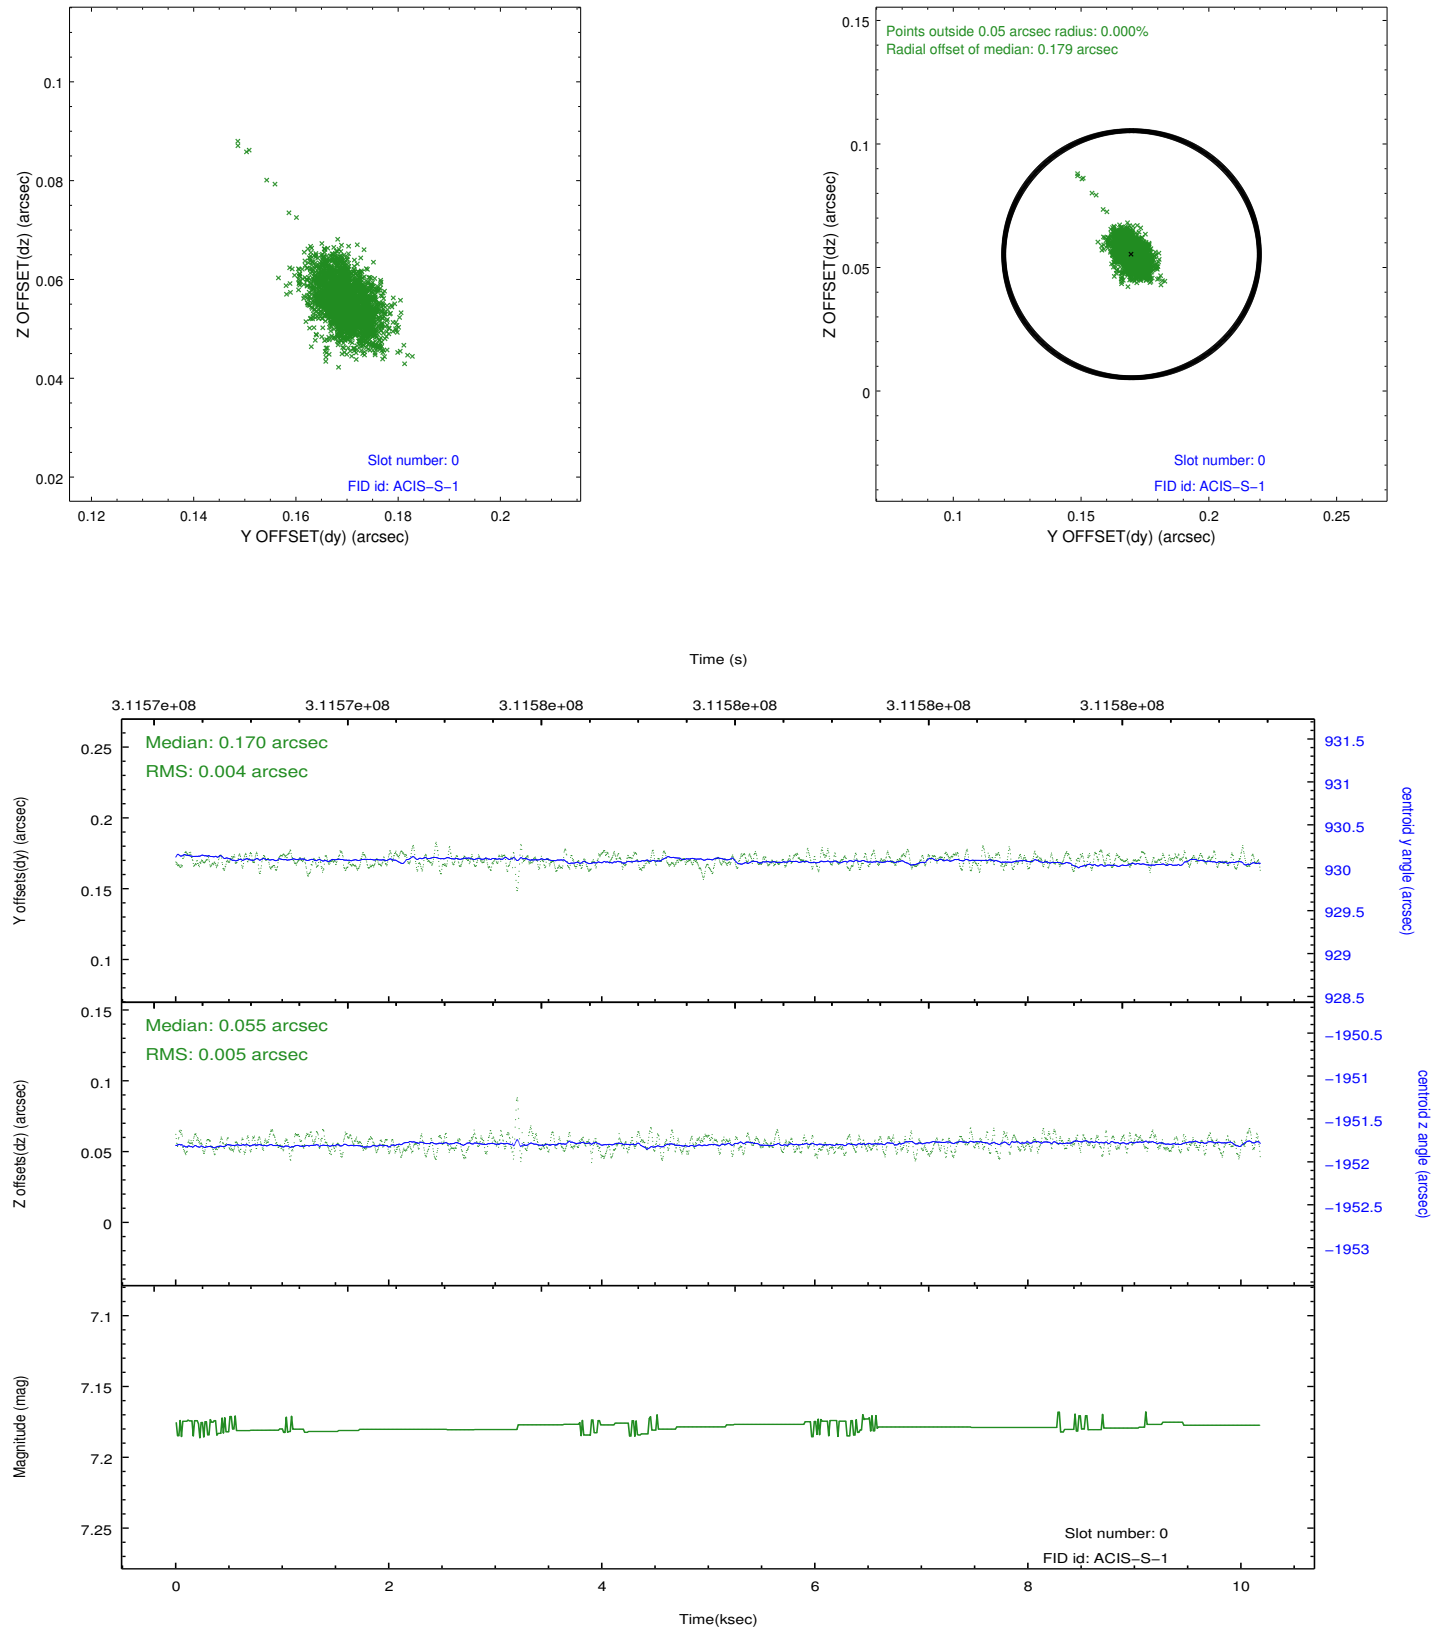 0.1
0.08
0.06
0.04
0.02
Z OFFSET(dz) (arcsec)
Slot number: 0
FID id: ACIS−S−1
0.12 0.14 0.16 0.18 0.2
Y OFFSET(dy) (arcsec)
Points outside 0.05 arcsec radius: 0.000%
Radial offset of median: 0.179 arcsec
0.15
0.1
0.05
0
Z OFFSET(dz) (arcsec)
Slot number: 0
FID id: ACIS−S−1
0.1 0.15 0.2 0.25
Y OFFSET(dy) (arcsec)
Time (s)
3.1157e+08 3.1157e+08 3.1158e+08 3.1158e+08 3.1158e+08 3.1158e+08
Median: 0.170 arcsec
RMS: 0.004 arcsec
0.25
0.2
0.15
0.1
Y offsets(dy) (arcsec)
931.5
931
930.5
930
929.5
929
928.5
centroid y angle (arcsec)
Median: 0.055 arcsec
RMS: 0.005 arcsec
0.15
0.1
0.05
0
Z offsets(dz) (arcsec)
−1950.5
−1951
−1951.5
−1952
−1952.5
−1953
centroid z angle (arcsec)
7.1
7.15
7.2
7.25
Magnitude (mag)
Slot number: 0
FID id: ACIS−S−1
0 2 4 6 8 10
Time(ksec)